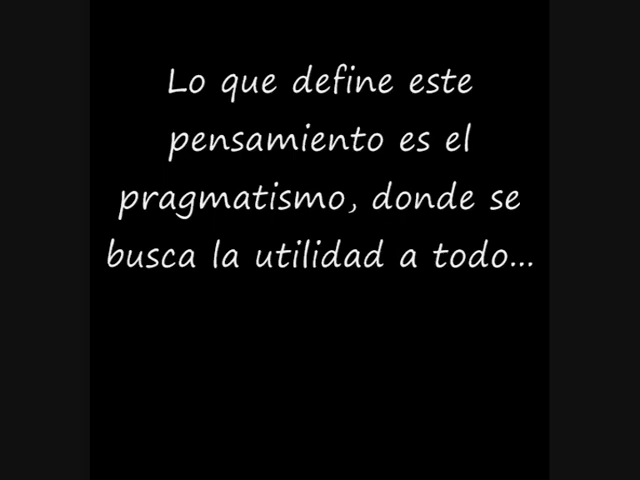 Lo que define este
pensamiento es el
pragmatismo, donde se
busca la utilidad a todo...